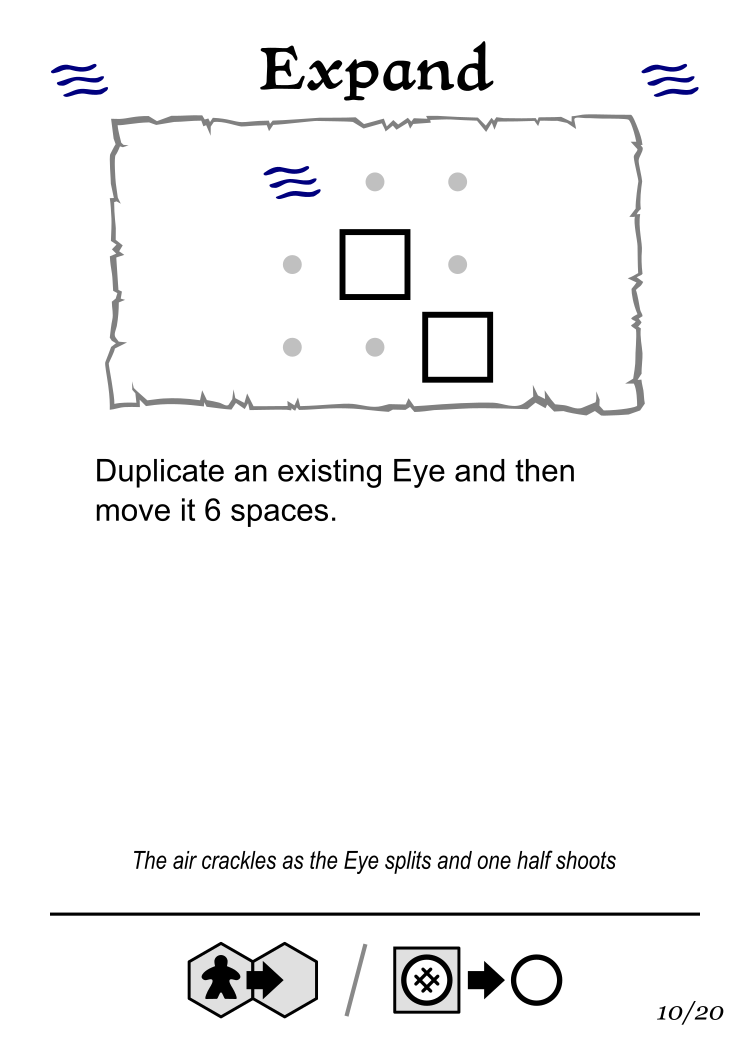 Expand
Duplicate an existing Eye and then
move it 6 spaces.
The air crackles as the Eye splits and one half shoots
10/20